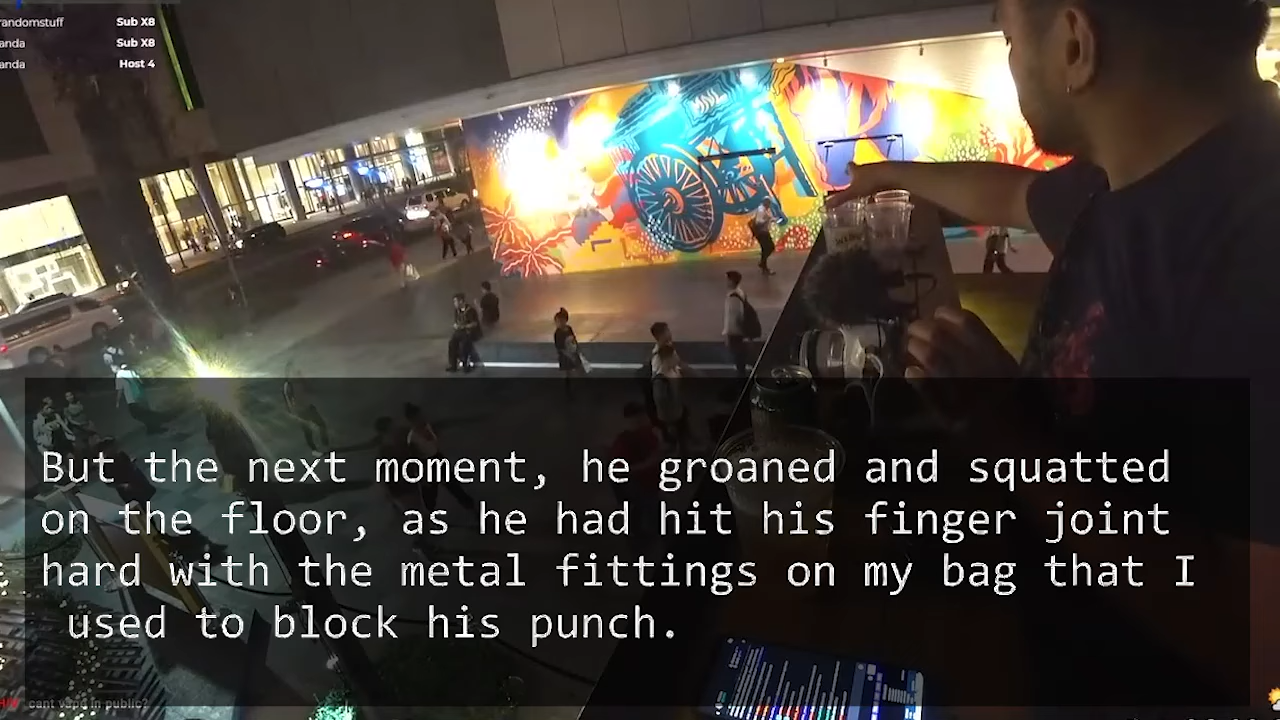 randomstuff Sub X8
anda Sub X8
anda Host 4
But the next moment, he groaned and squatted
on the floor, as he had hit his finger joint
hard with the metal fittings on my bag that I
used to block his punch.
cant vape in public?